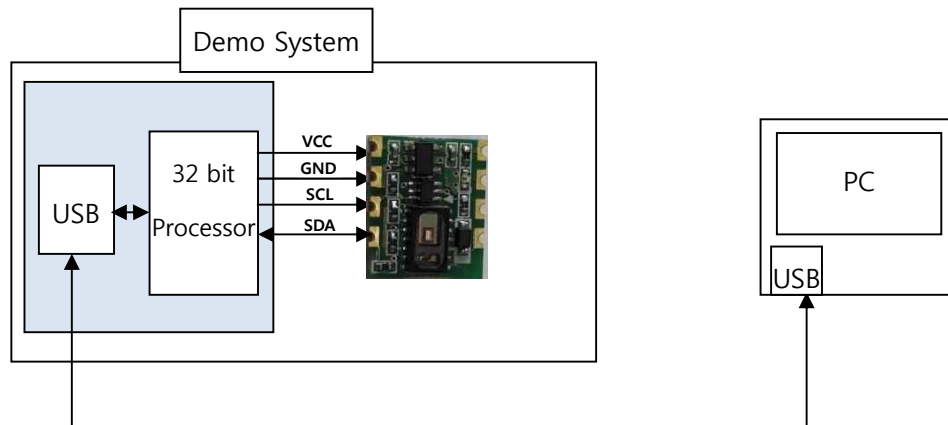 Demo System
USB
32 bit
Processor
VCC
GND
SCL
SDA
PC
USB